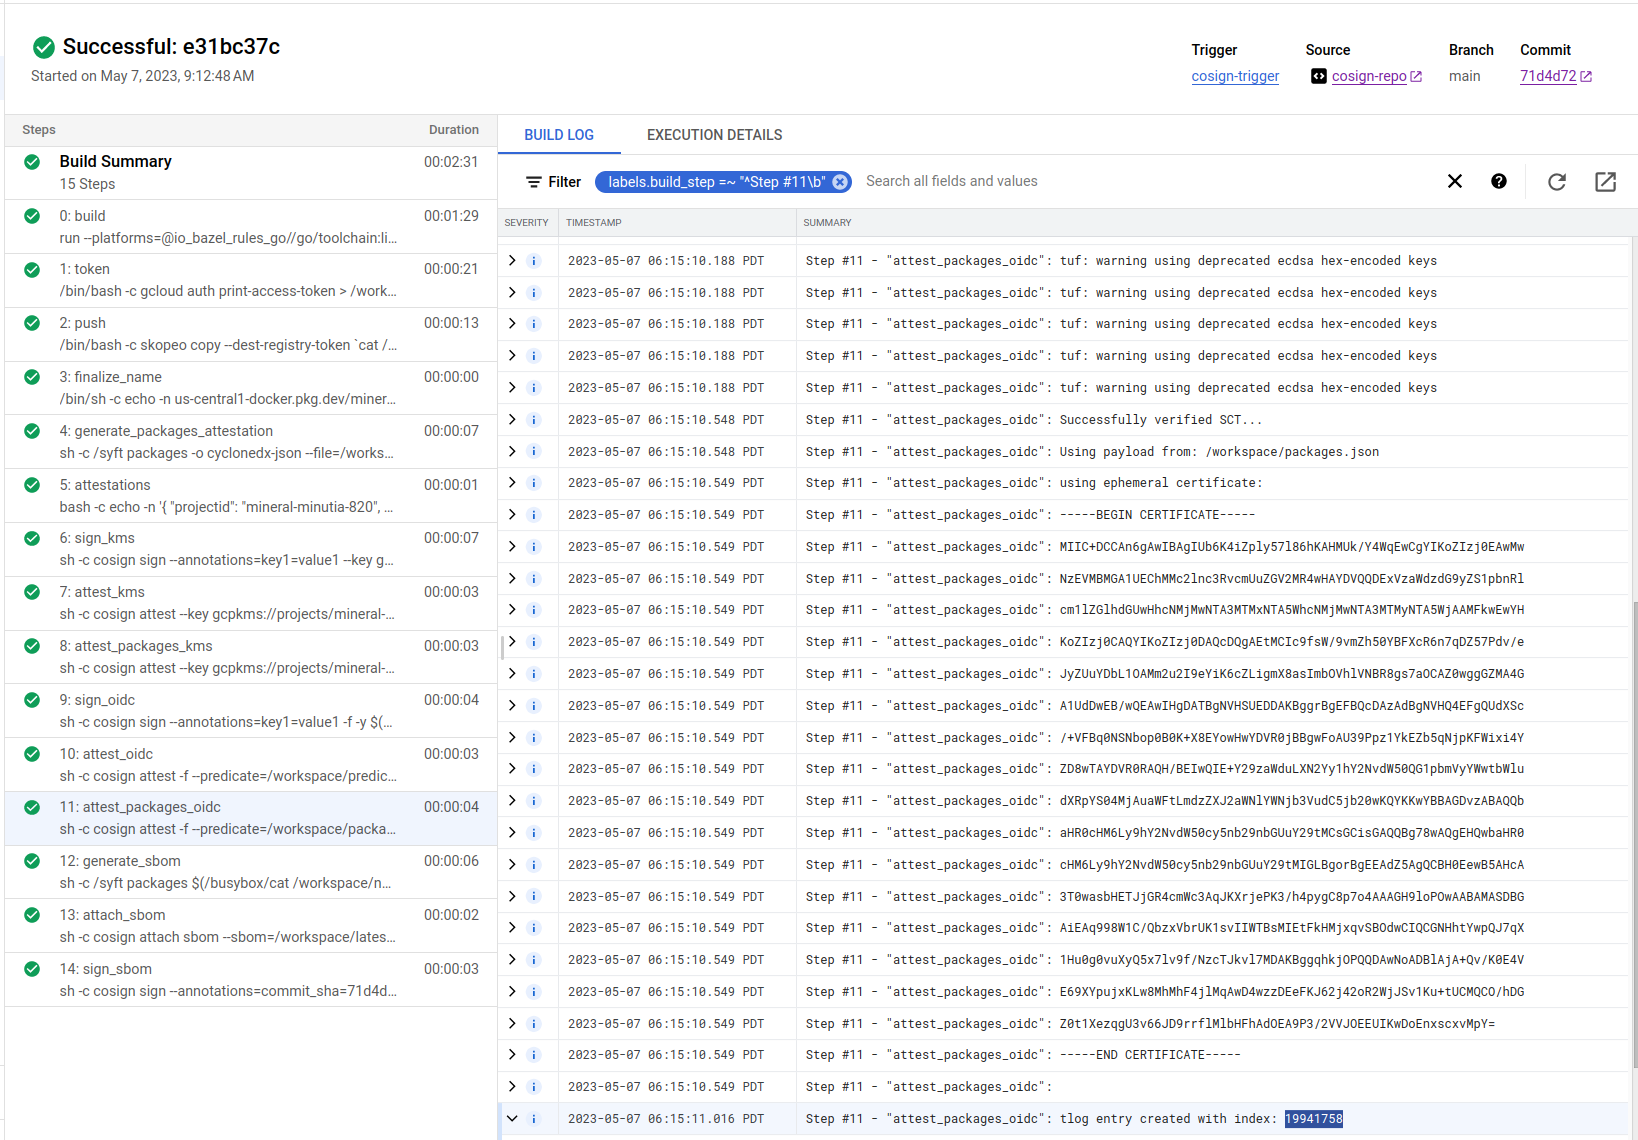 Successful: e31bc37c
Started on May 7, 2023, 9:12:48 AM
Trigger Source Branch Commit
cosign-trigger cosign-repo main 71d4d72
Steps Duration
Build Summary 00:02:31
15 Steps
0: build 00:01:29
run --platforms=@io_bazel_rules_go//go/toolchain:li...
1: token 00:00:21
/bin/bash -c gcloud auth print-access-token > /work...
2: push 00:00:13
/bin/bash -c skopeo copy --dest-registry-token `cat /...
3: finalize_name 00:00:00
/bin/sh -c echo -n us-central1-docker.pkg.dev/miner...
4: generate_packages_attestation 00:00:07
sh -c /syft packages -o cyclonedx-json --file=/works...
5: attestations 00:00:01
bash -c echo -n '{ "projectid": "mineral-minutia-820", ...
6: sign_kms 00:00:07
sh -c cosign sign --annotations=key1=value1 --key g...
7: attest_kms 00:00:03
sh -c cosign attest --key gcpkms://projects/mineral-...
8: attest_packages_kms 00:00:03
sh -c cosign attest --key gcpkms://projects/mineral-...
9: sign_oidc 00:00:04
sh -c cosign sign --annotations=key1=value1 -f -y $(...
10: attest_oidc 00:00:03
sh -c cosign attest -f --predicate=/workspace/predic...
11: attest_packages_oidc 00:00:04
sh -c cosign attest -f --predicate=/workspace/packa...
12: generate_sbom 00:00:06
sh -c /syft packages $(/busybox/cat /workspace/n...
13: attach_sbom 00:00:02
sh -c cosign attach sbom --sbom=/workspace/lates...
14: sign_sbom 00:00:03
sh -c cosign sign --annotations=commit_sha=71d4d...
BUILD LOG EXECUTION DETAILS
Filter labels.build_step =~ "^Step #11\b" Search all fields and values
SEVERITY TIMESTAMP SUMMARY
2023-05-07 06:15:10.188 PDT Step #11 - "attest_packages_oidc": tuf: warning using deprecated ecdsa hex-encoded keys
2023-05-07 06:15:10.188 PDT Step #11 - "attest_packages_oidc": tuf: warning using deprecated ecdsa hex-encoded keys
2023-05-07 06:15:10.188 PDT Step #11 - "attest_packages_oidc": tuf: warning using deprecated ecdsa hex-encoded keys
2023-05-07 06:15:10.188 PDT Step #11 - "attest_packages_oidc": tuf: warning using deprecated ecdsa hex-encoded keys
2023-05-07 06:15:10.188 PDT Step #11 - "attest_packages_oidc": tuf: warning using deprecated ecdsa hex-encoded keys
2023-05-07 06:15:10.548 PDT Step #11 - "attest_packages_oidc": Successfully verified SCT...
2023-05-07 06:15:10.548 PDT Step #11 - "attest_packages_oidc": Using payload from: /workspace/packages.json
2023-05-07 06:15:10.549 PDT Step #11 - "attest_packages_oidc": using ephemeral certificate:
2023-05-07 06:15:10.549 PDT Step #11 - "attest_packages_oidc": -----BEGIN CERTIFICATE-----
2023-05-07 06:15:10.549 PDT Step #11 - "attest_packages_oidc": MIIC+DCCAn6gAwIBAgIUb6K4iZply57l86hKAHMUk/Y4WqEwCgYIKoZIzj0EAwMw
2023-05-07 06:15:10.549 PDT Step #11 - "attest_packages_oidc": NzEVMBMGA1UEChMMc2lnc3RvcmUuZGV2MR4wHAYDVQQDExVzaWdzdG9yZS1pbnRl
2023-05-07 06:15:10.549 PDT Step #11 - "attest_packages_oidc": cm1lZGlhdGUwHhcNMjMwNTA3MTMxNTA5WhcNMjMwNTA3MTMyNTA5WjAAMFkwEwYH
2023-05-07 06:15:10.549 PDT Step #11 - "attest_packages_oidc": KoZIzj0CAQYIKoZIzj0DAQcDQgAEtMCIc9fsW/9vmZh50YBFXcR6n7qDZ57Pdv/e
2023-05-07 06:15:10.549 PDT Step #11 - "attest_packages_oidc": JyZUuYDbL1OAMm2u2I9eYiK6cZLigmX8asImbOVhlVNBR8gs7aOCAZ0wggGZMA4G
2023-05-07 06:15:10.549 PDT Step #11 - "attest_packages_oidc": A1UdDwEB/wQEAwIHgDATBgNVHSUEDDAKBggrBgEFBQcDAzAdBgNVHQ4EFgQUdXSc
2023-05-07 06:15:10.549 PDT Step #11 - "attest_packages_oidc": /+VFBq0NSNbop0B0K+X8EYowHwYDVR0jBBgwFoAU39Ppz1YkEZb5qNjpKFWixi4Y
2023-05-07 06:15:10.549 PDT Step #11 - "attest_packages_oidc": ZD8wTAYDVR0RAQH/BEIwQIE+Y29zaWduLXN2Yy1hY2NvdW50QG1pbmVyYWwtbWlu
2023-05-07 06:15:10.549 PDT Step #11 - "attest_packages_oidc": dXRpYS04MjAuaWFtLmdzZXJ2aWNlYWNjb3VudC5jb20wKQYKKwYBBAGDvzABAQQb
2023-05-07 06:15:10.549 PDT Step #11 - "attest_packages_oidc": aHR0cHM6Ly9hY2NvdW50cy5nb29nbGUuY29tMCsGCisGAQQBg78wAQgEHQwbaHR0
2023-05-07 06:15:10.549 PDT Step #11 - "attest_packages_oidc": cHM6Ly9hY2NvdW50cy5nb29nbGUuY29tMIGLBgorBgEEAdZ5AgQCBH0EewB5AHcA
2023-05-07 06:15:10.549 PDT Step #11 - "attest_packages_oidc": 3T0wasbHETJjGR4cmWc3AqJKXrjePK3/h4pygC8p7o4AAAGH9loPOwAABAMASDBG
2023-05-07 06:15:10.549 PDT Step #11 - "attest_packages_oidc": AiEAq998W1C/QbzxVbrUK1svIIWTBsMIEtFkHMjxqvSBOdwCIQCGNHhtYwpQJ7qX
2023-05-07 06:15:10.549 PDT Step #11 - "attest_packages_oidc": 1Hu0g0vuXyQ5x7lv9f/NzcTJkvl7MDAKBggqhkjOPQQDAwNoADBlAjA+Qv/K0E4V
2023-05-07 06:15:10.549 PDT Step #11 - "attest_packages_oidc": E69XYpujxKLw8MhMhF4jlMqAwD4wzzDEeFKJ62j42oR2WjJSv1Ku+tUCMQCO/hDG
2023-05-07 06:15:10.549 PDT Step #11 - "attest_packages_oidc": Z0t1XezqgU3v66JD9rrflMlbHFhAdOEA9P3/2VVJOEEUIKwDoEnxscxvMpY=
2023-05-07 06:15:10.549 PDT Step #11 - "attest_packages_oidc": -----END CERTIFICATE-----
2023-05-07 06:15:10.549 PDT Step #11 - "attest_packages_oidc":
2023-05-07 06:15:11.016 PDT Step #11 - "attest_packages_oidc": tlog entry created with index: 19941758